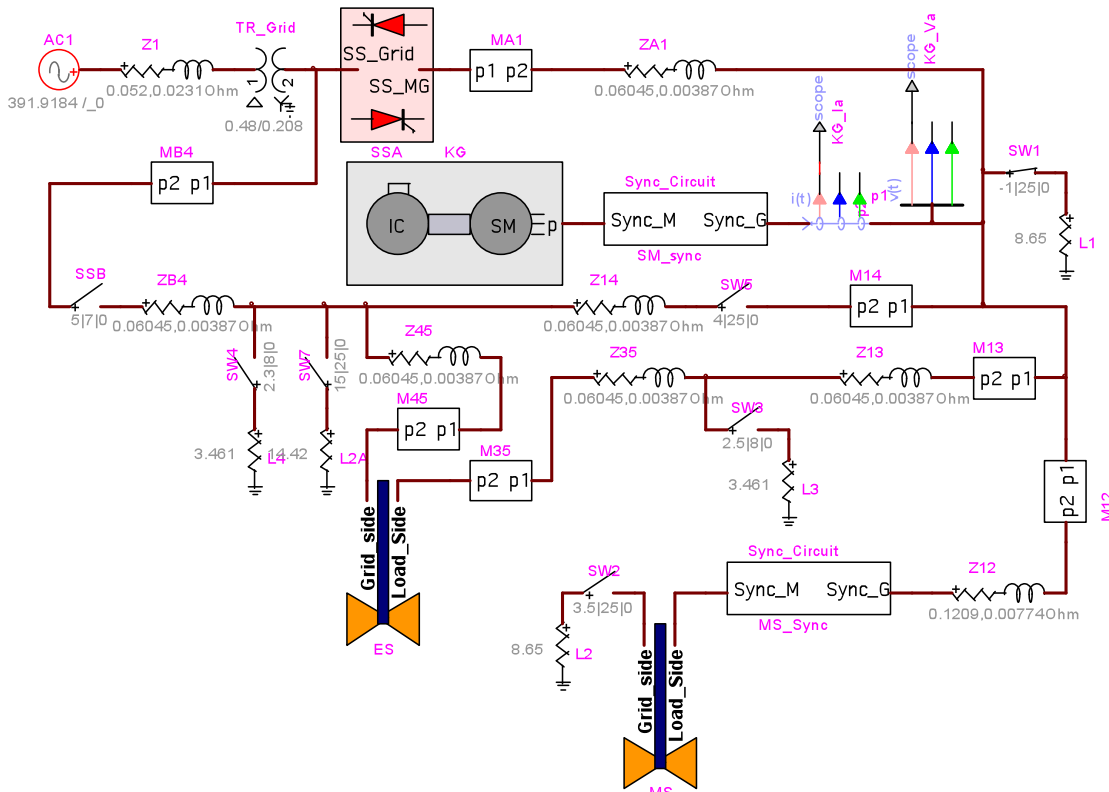 AC1
Z1
TR_Grid
1
2
391.9184 /_0
0.052,0.0231Ohm
0.48/0.208
SS_Grid
SS_MG
SSA
MA1
p1 p2
ZA1
0.06045,0.00387Ohm
scope
KG_Va
scope
KG_Ia
MB4
p2 p1
KG
IC
SM
p
Sync_Circuit
Sync_M
Sync_G
SM_sync
i(t)
p2
p1
v(t)
SW1
-1|25|0
8.65
L1
SSB
5|7|0
ZB4
0.06045,0.00387Ohm
Z14
0.06045,0.00387Ohm
4|25|0
M14
p2 p1
SW4
2.3|8|0
SW7
15|25|0
Z45
0.06045,0.00387Ohm
Z35
0.06045,0.00387Ohm
Z13
0.06045,0.00387Ohm
M13
p2 p1
M45
p2 p1
SW3
2.5|8|0
3.461
L4
L2A
M35
p2 p1
3.461
L3
p2 p1
M12
Grid_side
Load_Side
ES
SW2
3.5|25|0
8.65
L2
Sync_Circuit
Sync_M
Sync_G
MS_Sync
Z12
0.1209,0.00774Ohm
Grid_side
Load_Side
MS